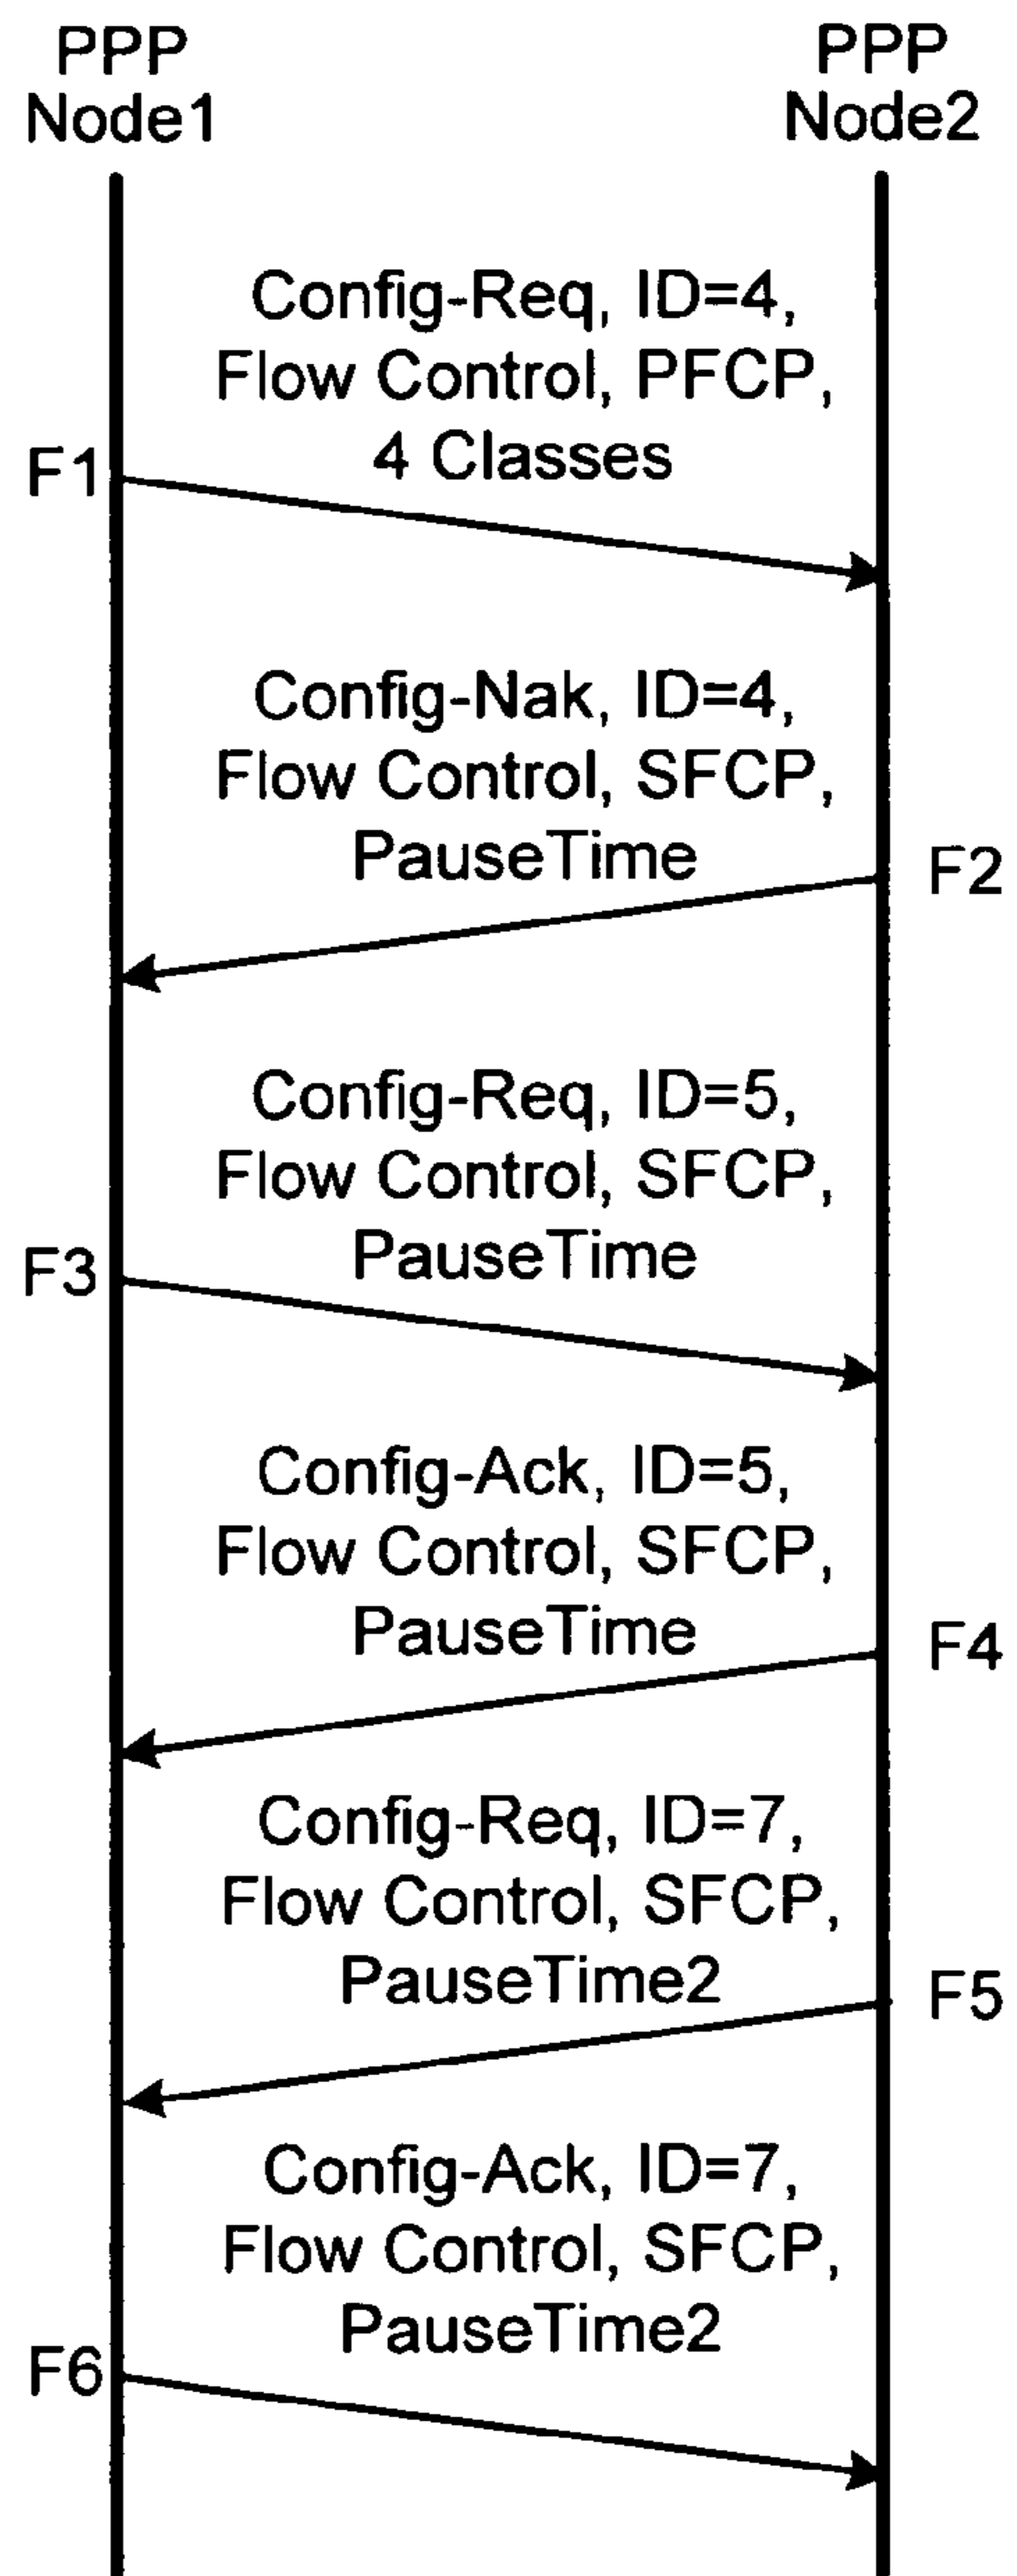 PPP
Node1
PPP
Node2
Config-Req, ID=4,
Flow Control, PFCP,
4 Classes
F1
Config-Nak, ID=4,
Flow Control, SFCP,
PauseTime
F2
Config-Req, ID=5,
Flow Control, SFCP,
PauseTime
F3
Config-Ack, ID=5,
Flow Control, SFCP,
PauseTime
F4
Config-Req, ID=7,
Flow Control, SFCP,
PauseTime2
F5
Config-Ack, ID=7,
Flow Control, SFCP,
PauseTime2
F6